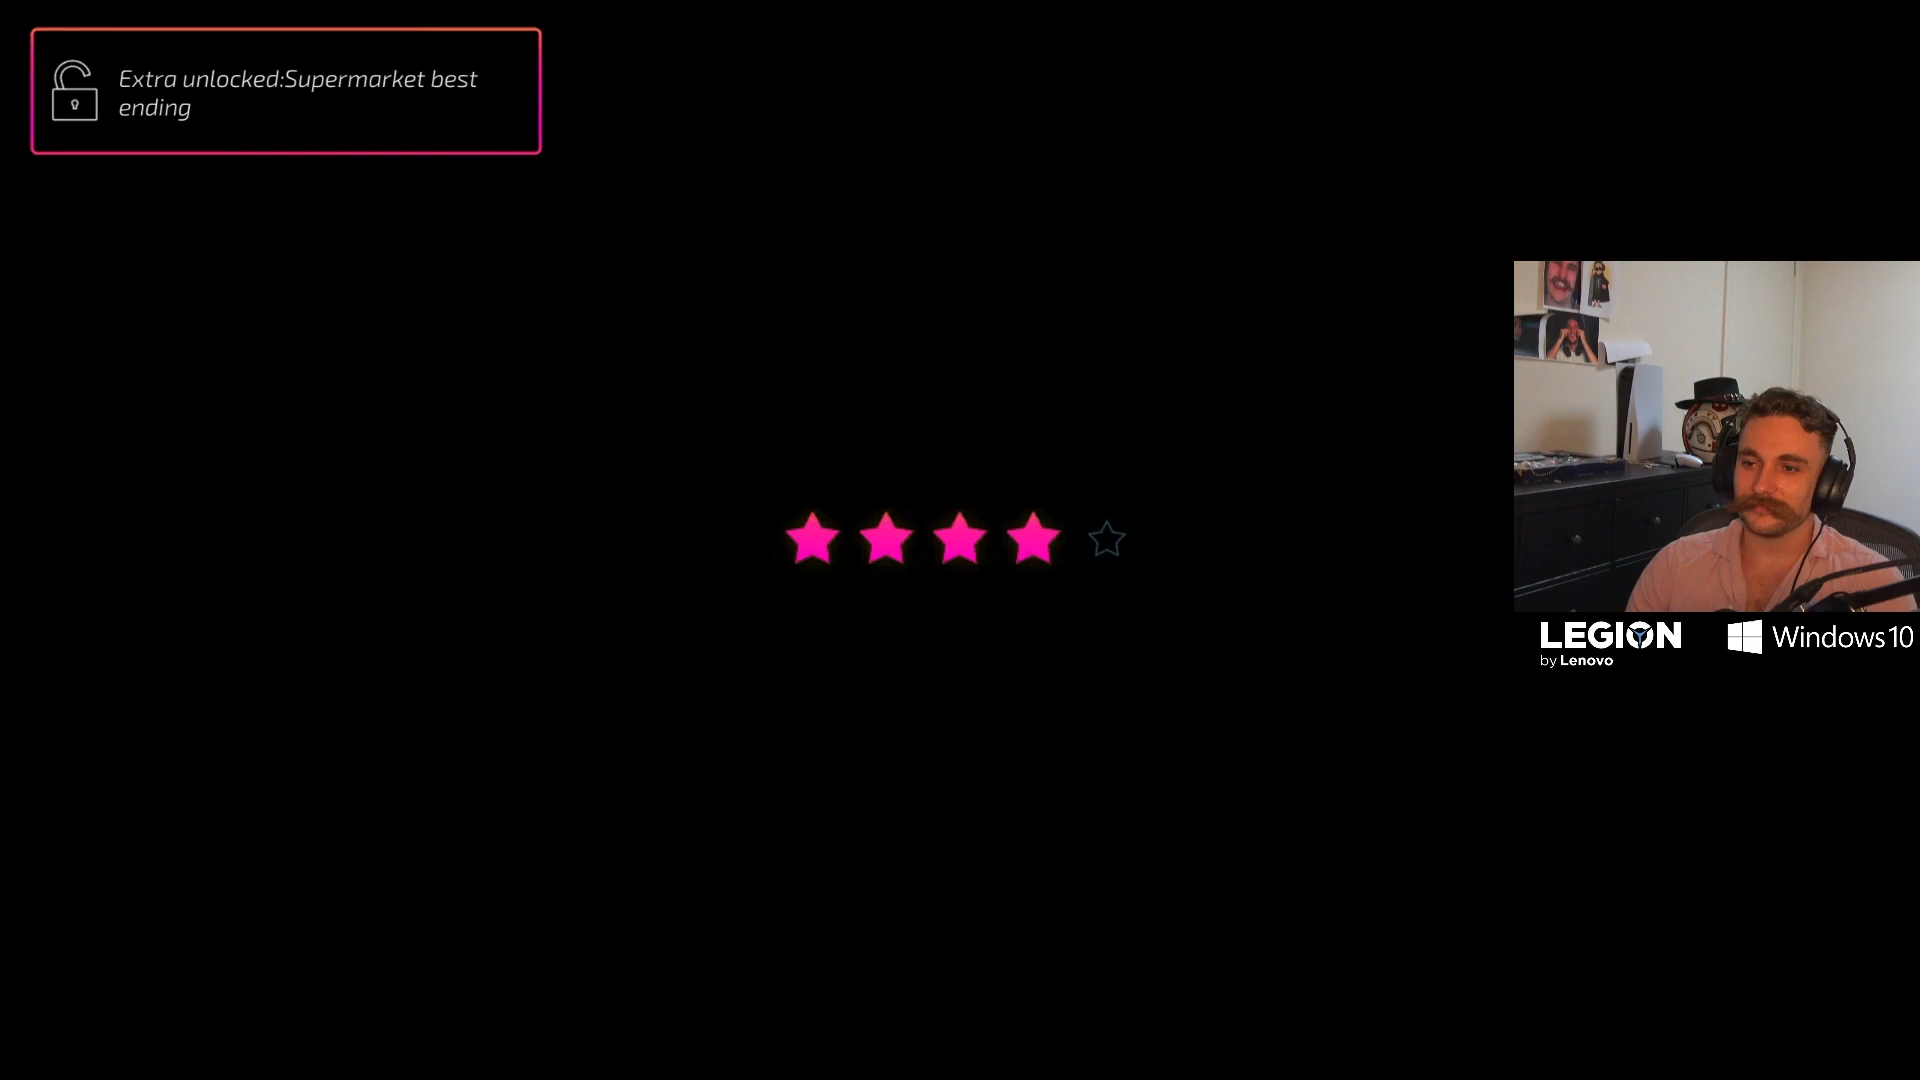 Extra unlocked:Supermarket best
ending
LEGION
by Lenovo
Windows 10